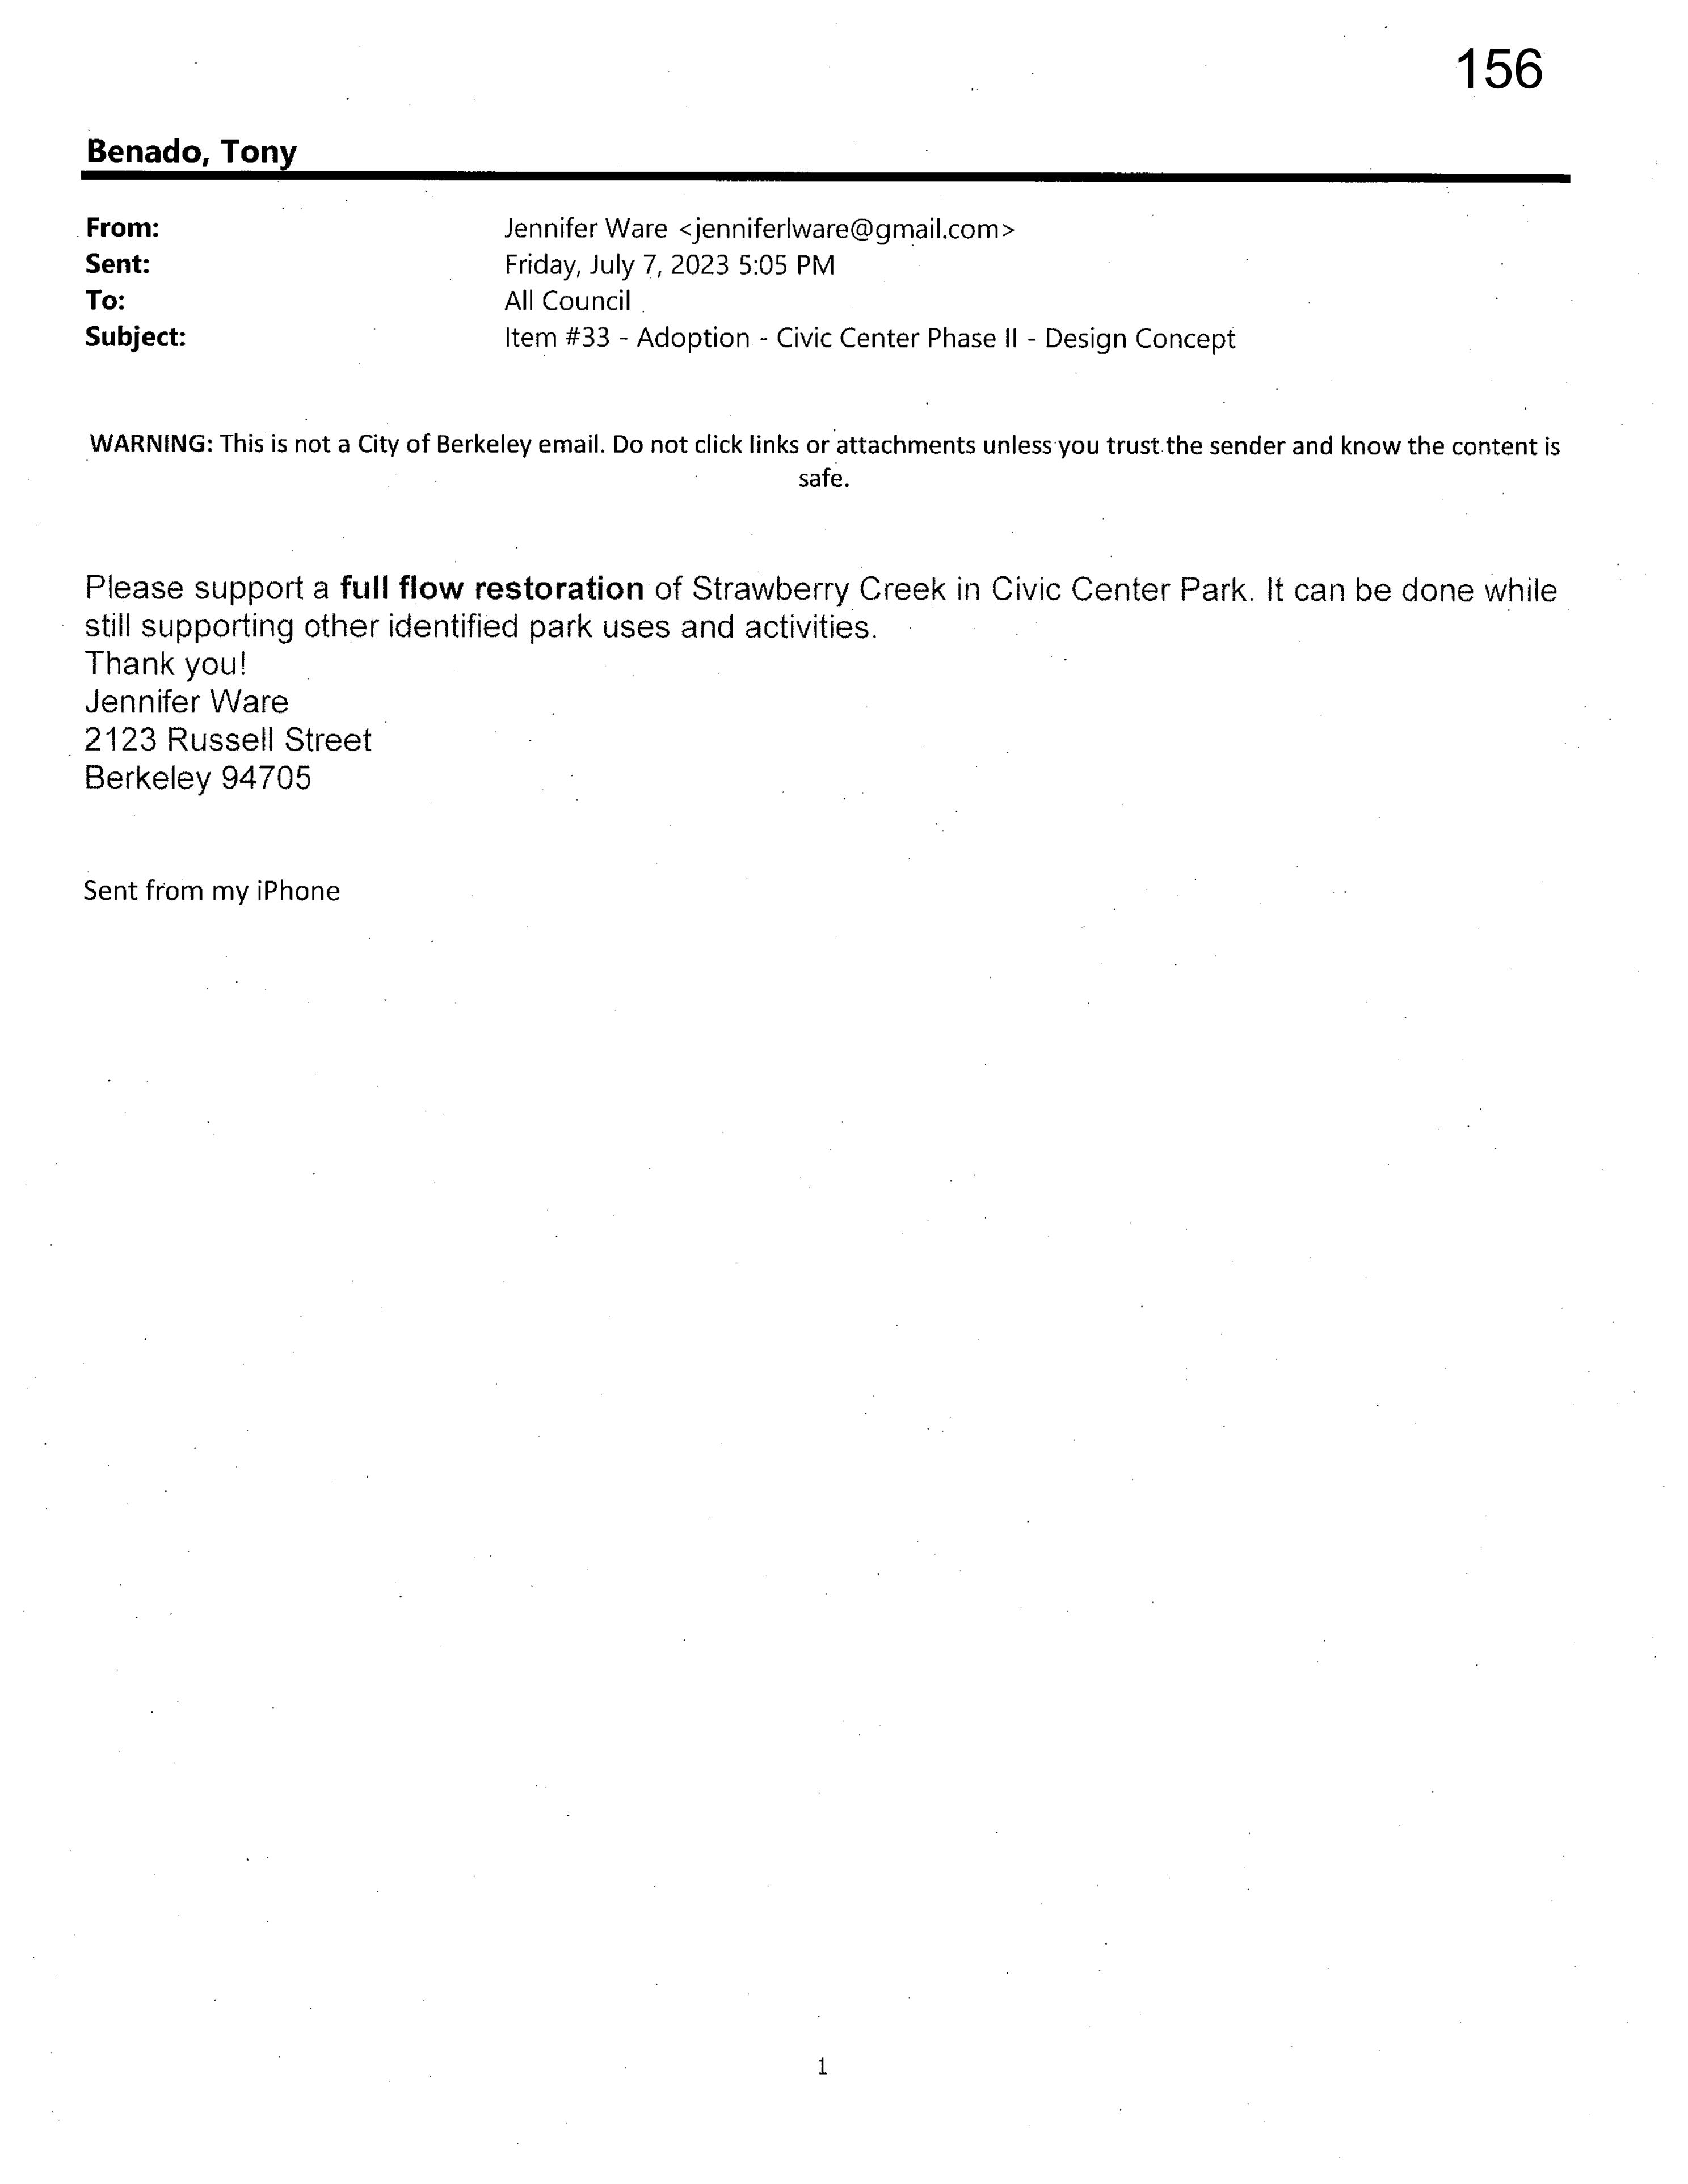 156
Benado, Tony
From: Jennifer Ware <jenniferlware@gmail.com>
Sent: Friday, July 7, 2023 5:05 PM
To: All Council
Subject: Item #33 - Adoption - Civic Center Phase II - Design Concept
WARNING: This is not a City of Berkeley email. Do not click links or attachments unless you trust the sender and know the content is
safe.
Please support a full flow restoration of Strawberry Creek in Civic Center Park. It can be done while
still supporting other identified park uses and activities.
Thank you!
Jennifer Ware
2123 Russell Street
Berkeley 94705
Sent from my iPhone
1